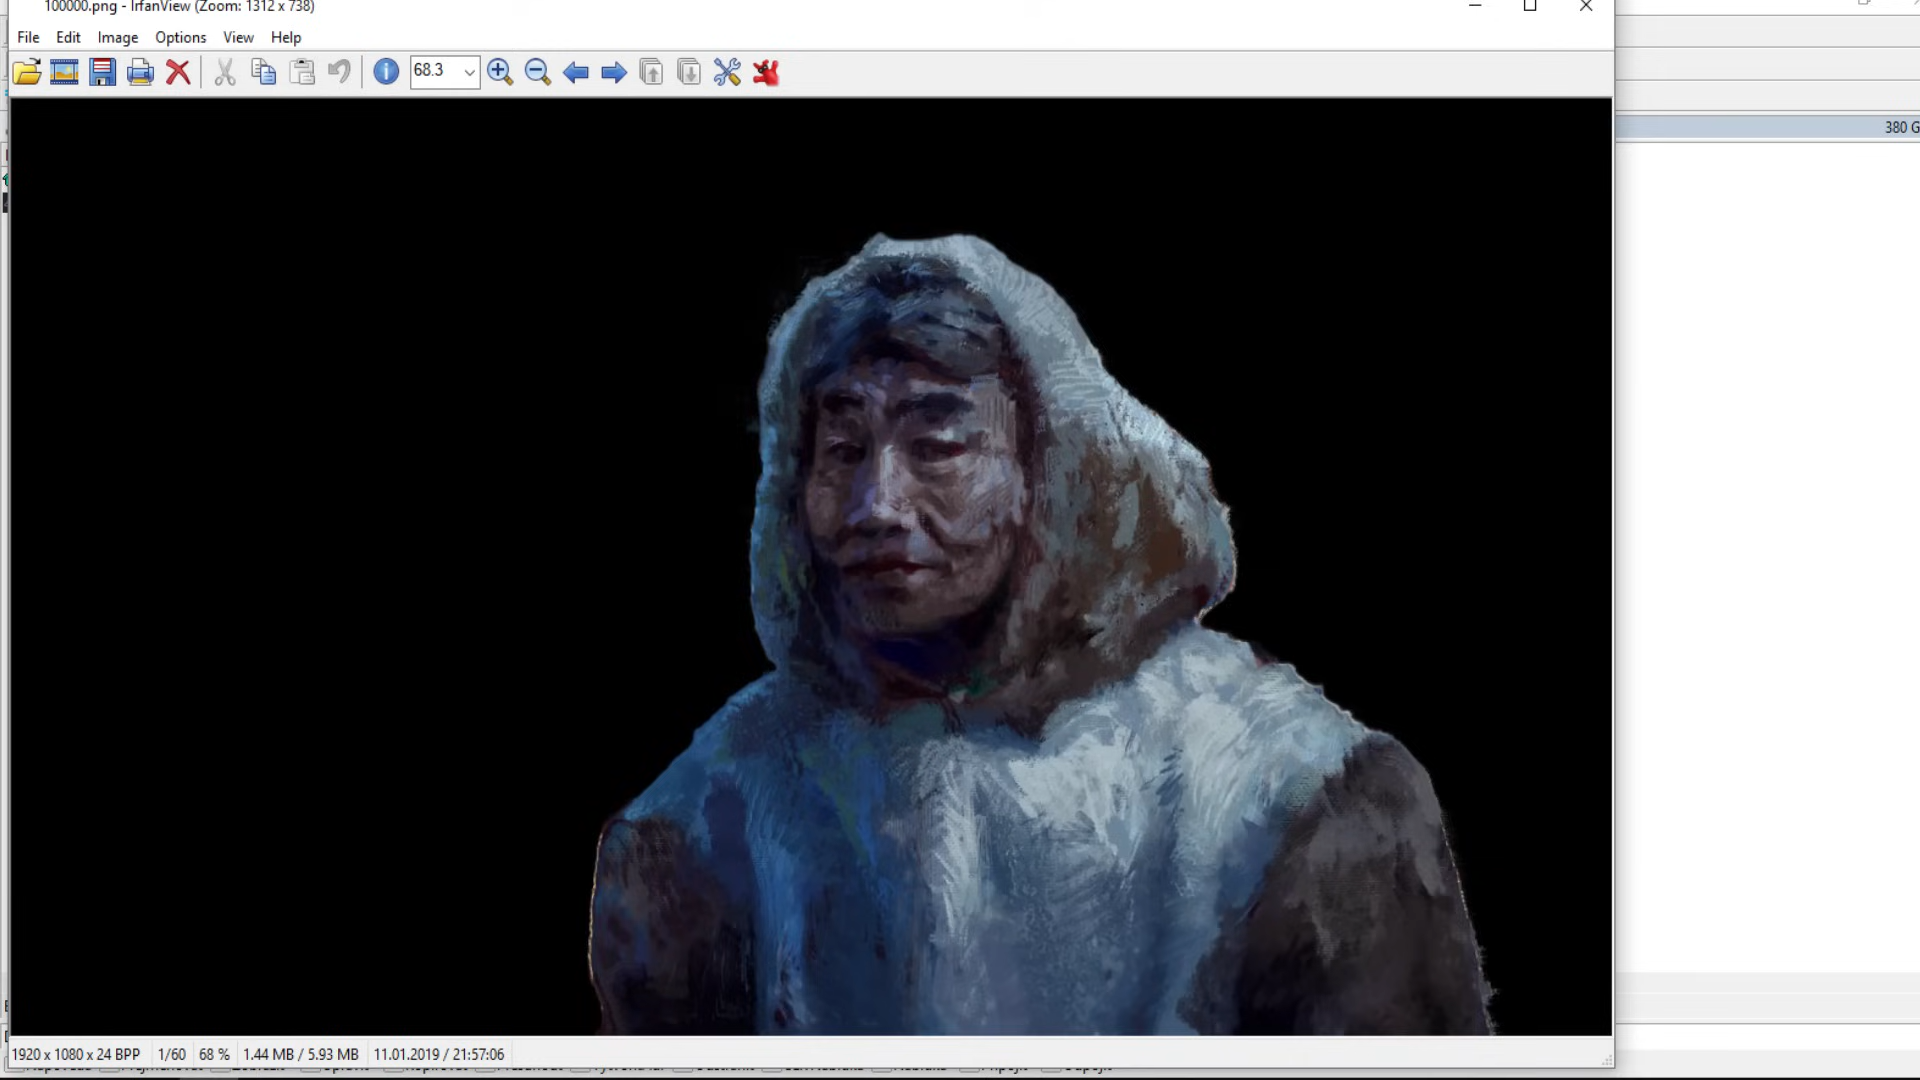 100000.png - IrfanView (Zoom: 1312 x 738)
File Edit Image Options View Help
68.3
380 G
1920 x 1080 x 24 BPP 1/60 68 % 1.44 MB / 5.93 MB 11.01.2019 / 21:57:06